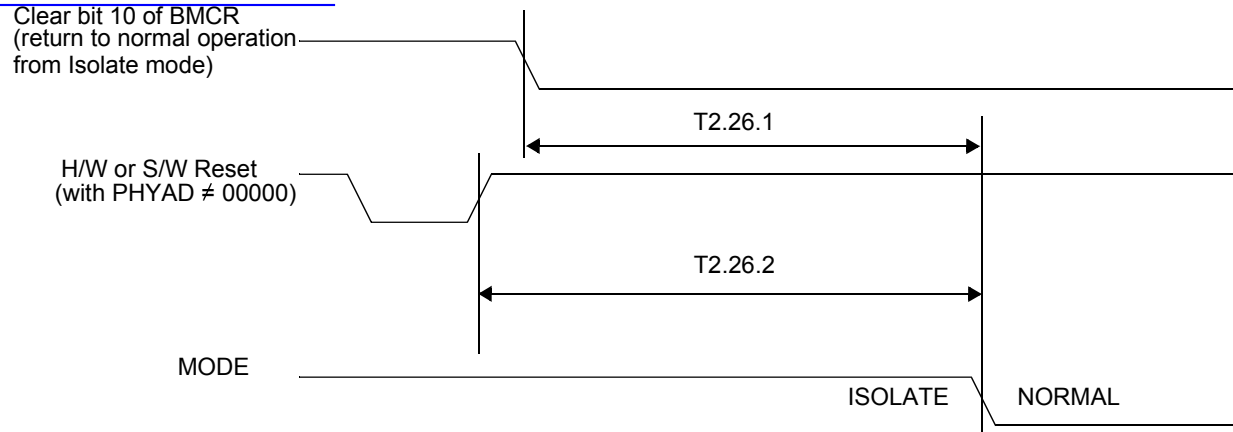 Clear bit 10 of BMCR
(return to normal operation
from Isolate mode)
T2.26.1
H/W or S/W Reset
(with PHYAD ≠ 00000)
T2.26.2
MODE
ISOLATE NORMAL